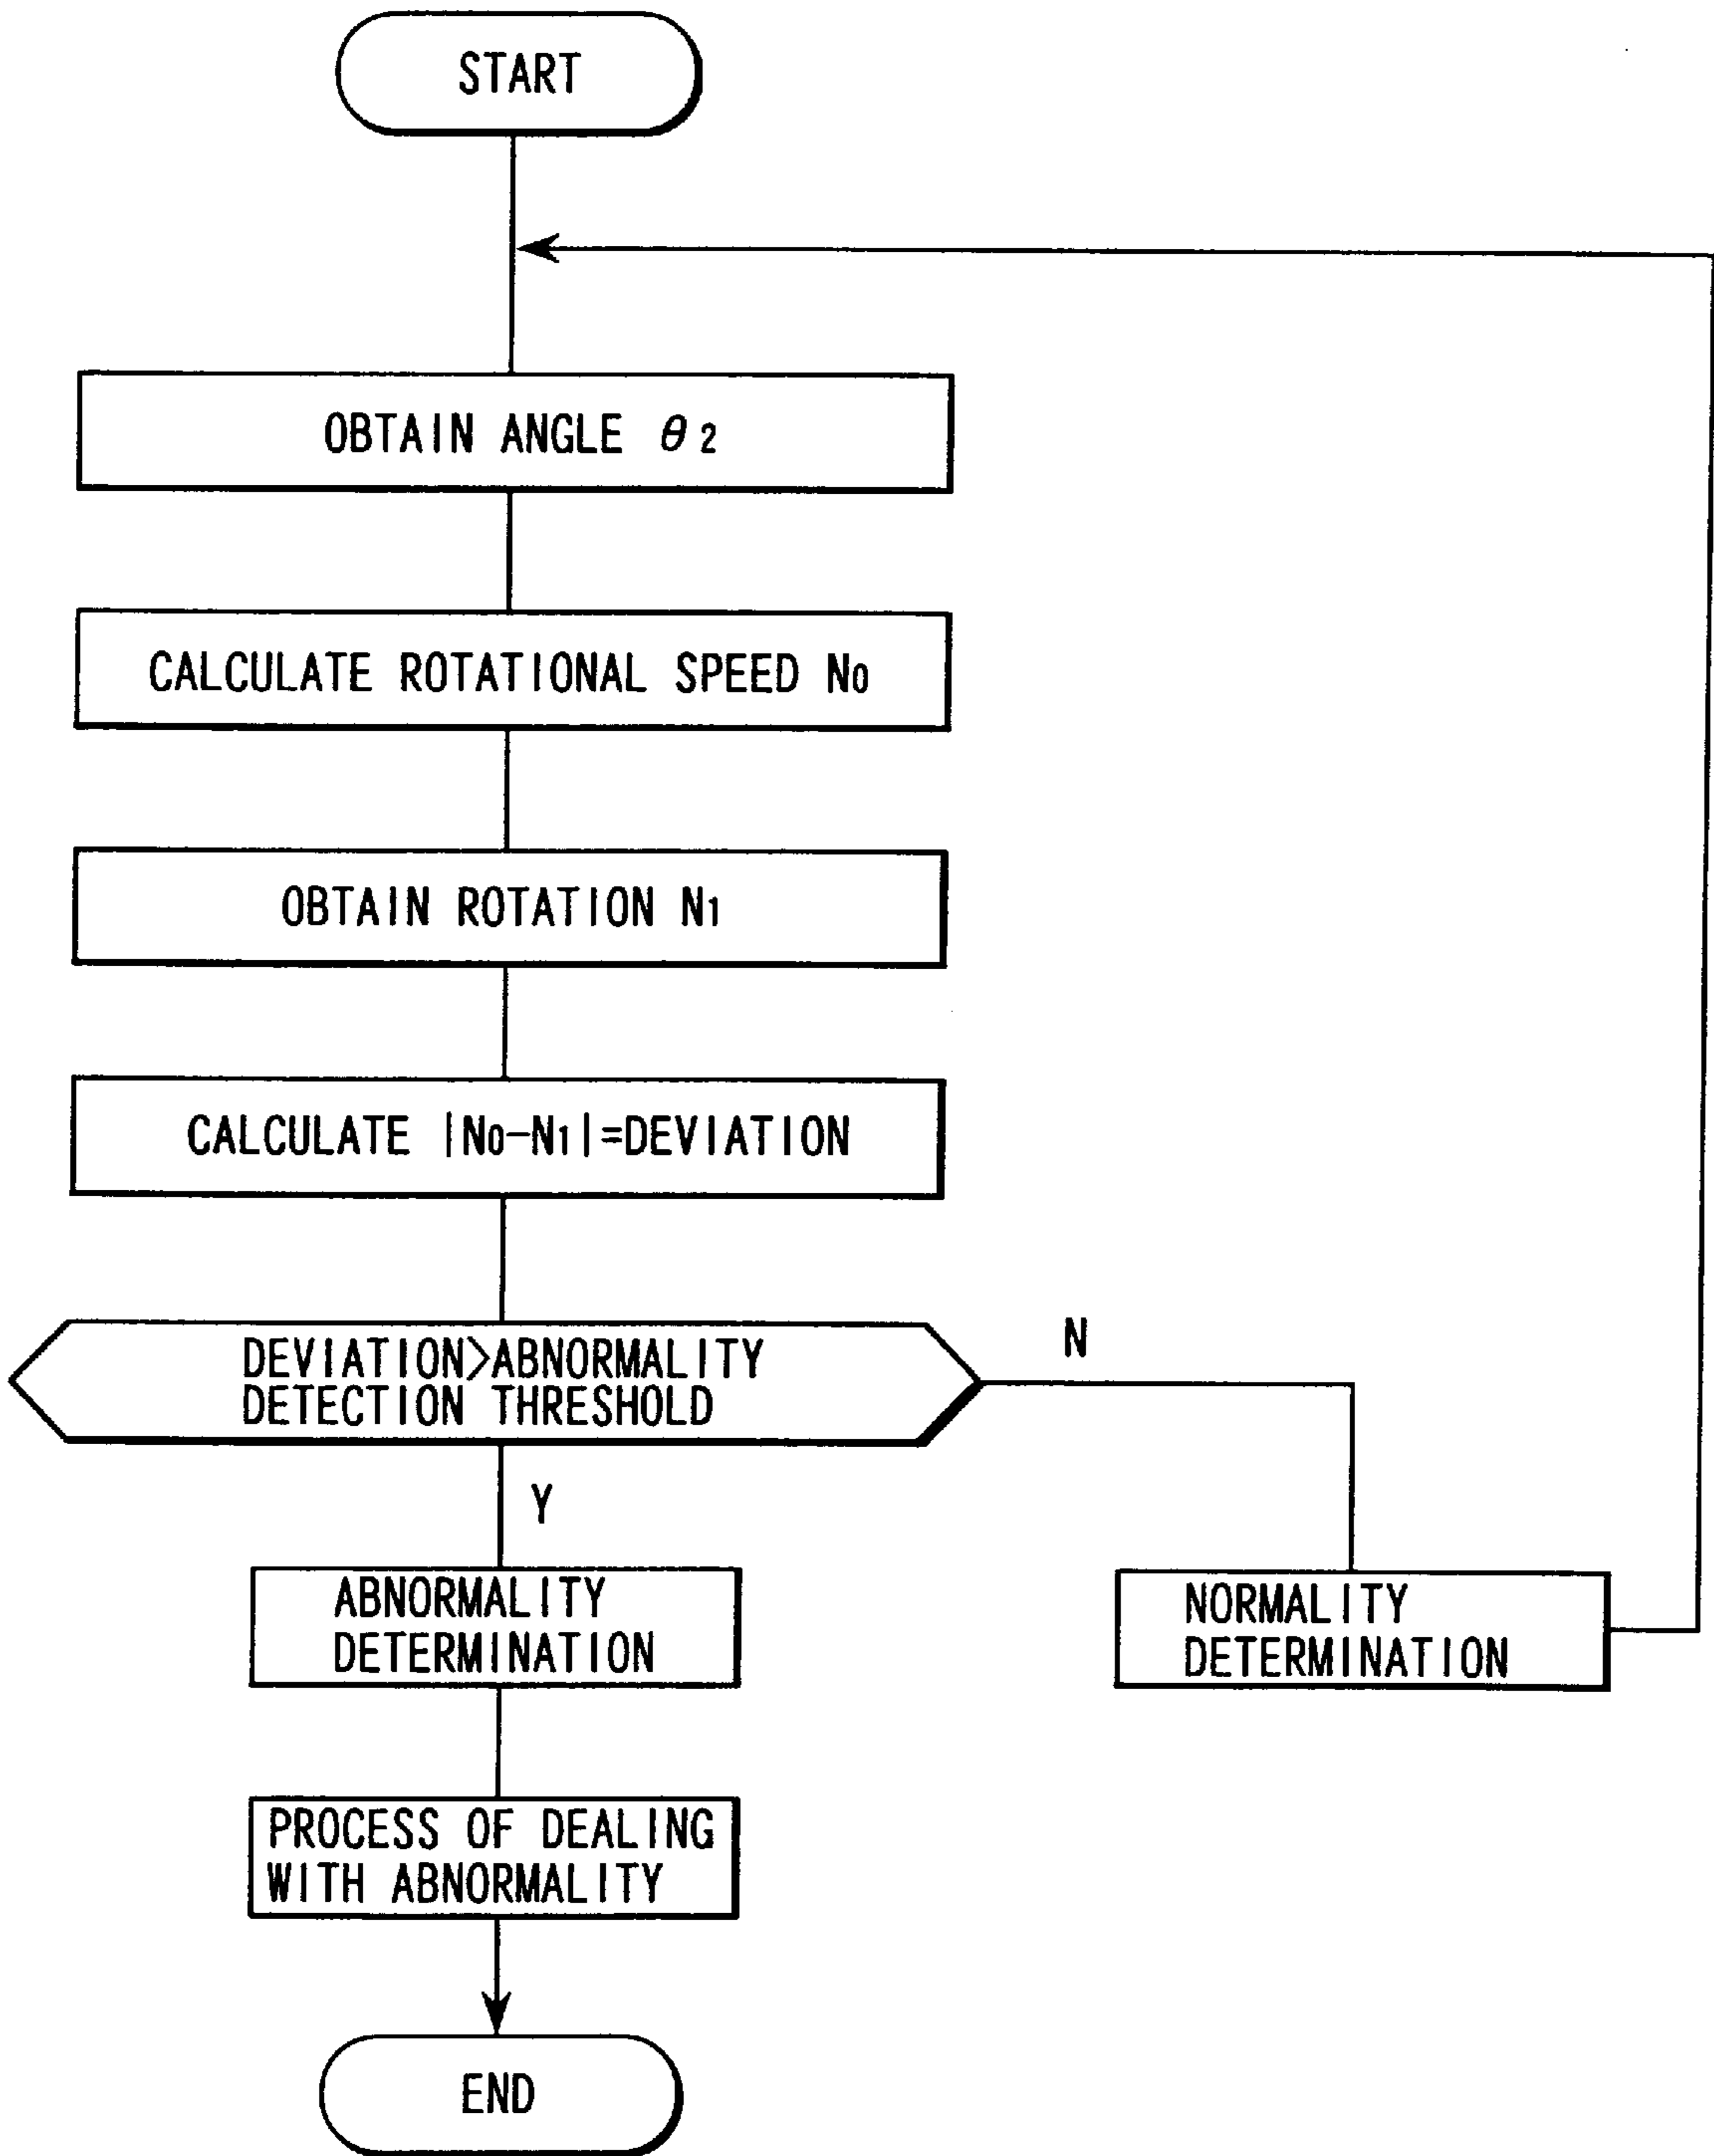 START
OBTAIN ANGLE θ2
CALCULATE ROTATIONAL SPEED N0
OBTAIN ROTATION N1
CALCULATE |N0-N1|=DEVIATION
DEVIATION>ABNORMALITY
DETECTION THRESHOLD
N
Y
ABNORMALITY
DETERMINATION
NORMALITY
DETERMINATION
PROCESS OF DEALING
WITH ABNORMALITY
END